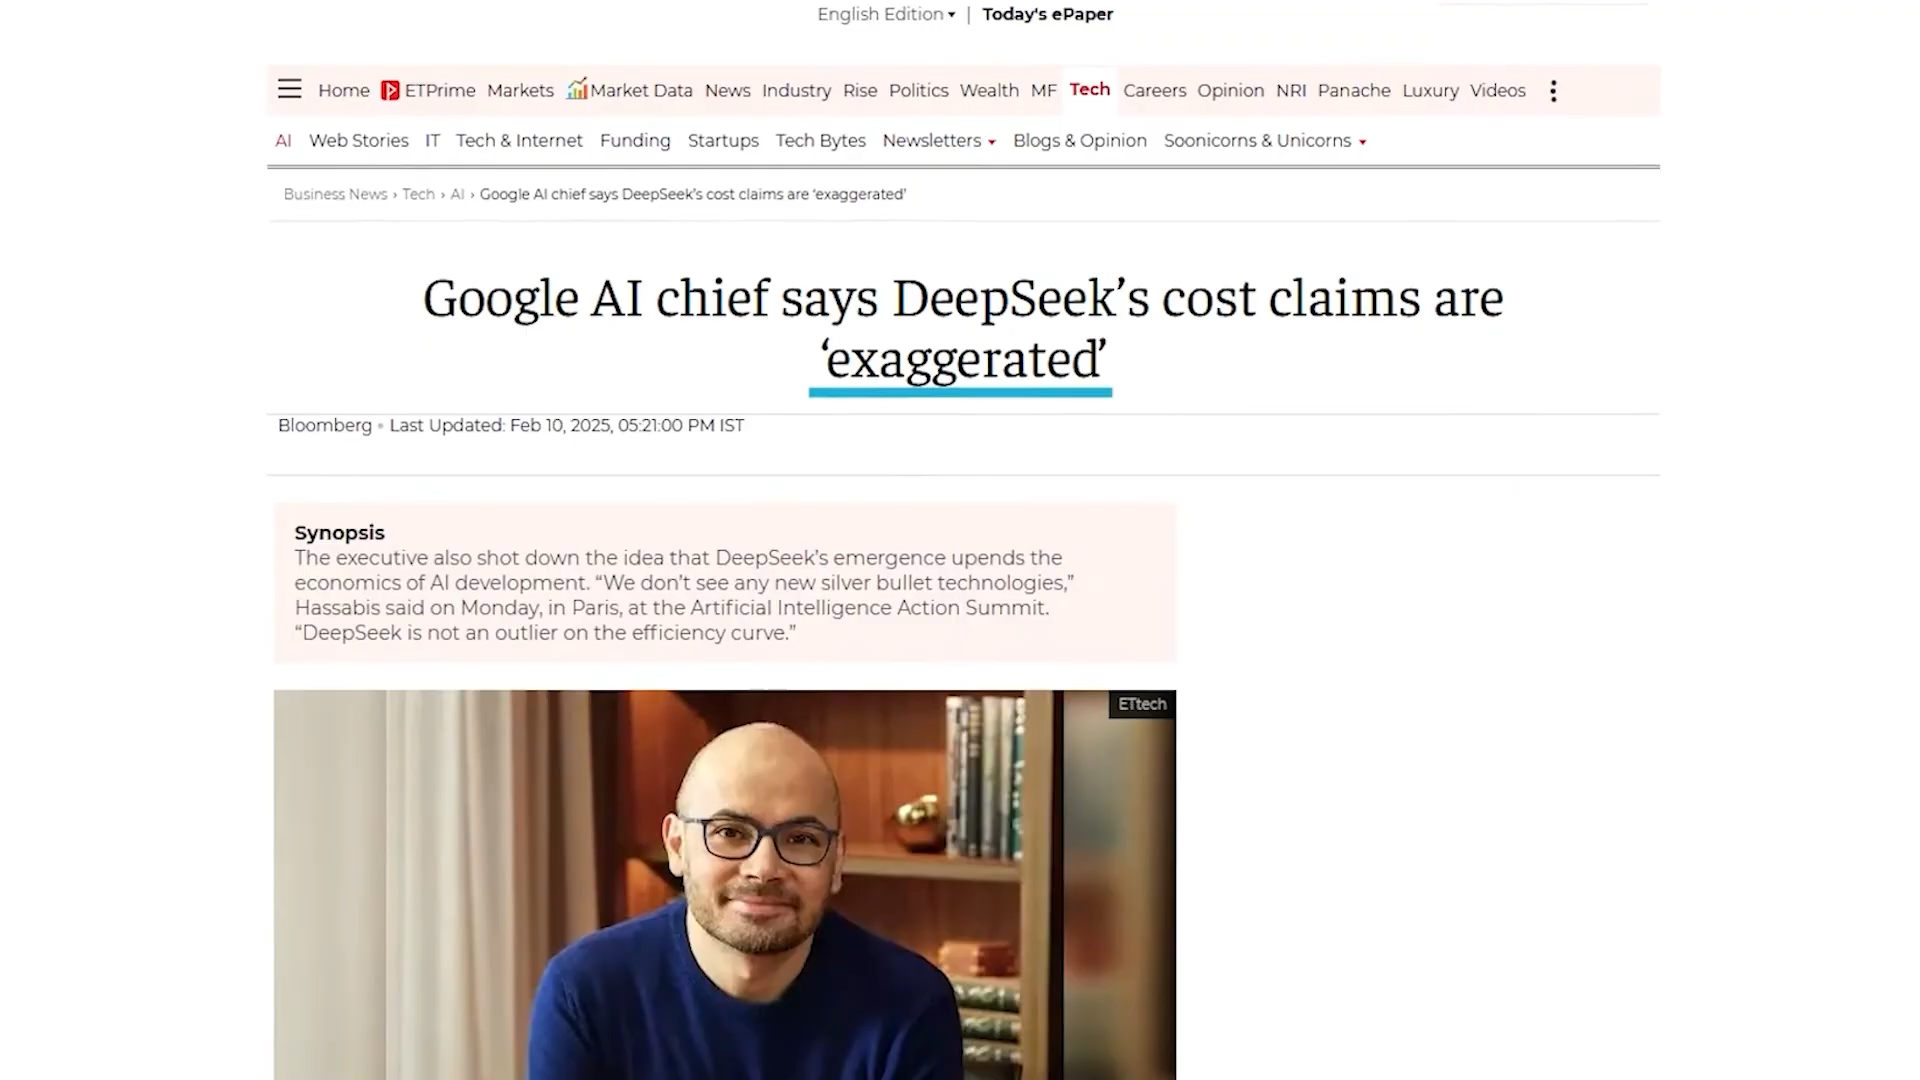 English Edition | Today's ePaper
Home ETPrime Markets Market Data News Industry Rise Politics Wealth MF Tech Careers Opinion NRI Panache Luxury Videos
AI Web Stories IT Tech & Internet Funding Startups Tech Bytes Newsletters Blogs & Opinion Soonicorns & Unicorns
Business News › Tech › AI › Google AI chief says DeepSeek’s cost claims are ‘exaggerated’
Google AI chief says DeepSeek’s cost claims are
‘exaggerated’
Bloomberg • Last Updated: Feb 10, 2025, 05:21:00 PM IST
Synopsis
The executive also shot down the idea that DeepSeek’s emergence upends the
economics of AI development. “We don’t see any new silver bullet technologies,”
Hassabis said on Monday, in Paris, at the Artificial Intelligence Action Summit.
“DeepSeek is not an outlier on the efficiency curve.”
ETtech